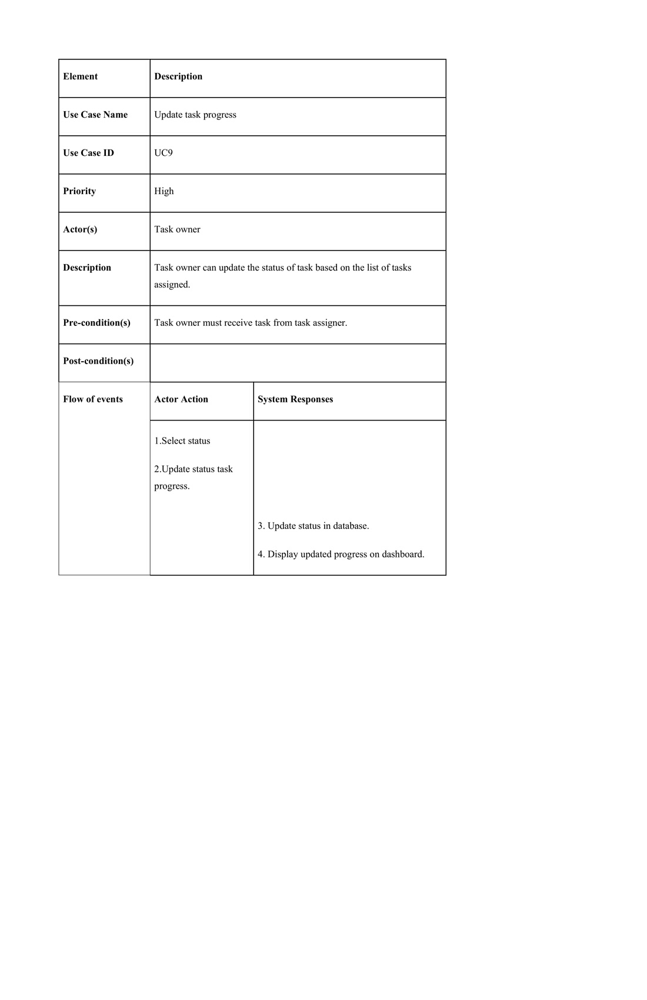 Element Description
Use Case Name Update task progress
Use Case ID UC9
Priority High
Actor(s) Task owner
Description Task owner can update the status of task based on the list of tasks
assigned.
Pre-condition(s) Task owner must receive task from task assigner.
Post-condition(s)
Flow of events Actor Action System Responses
1.Select status
2.Update status task
progress.
3. Update status in database.
4. Display updated progress on dashboard.